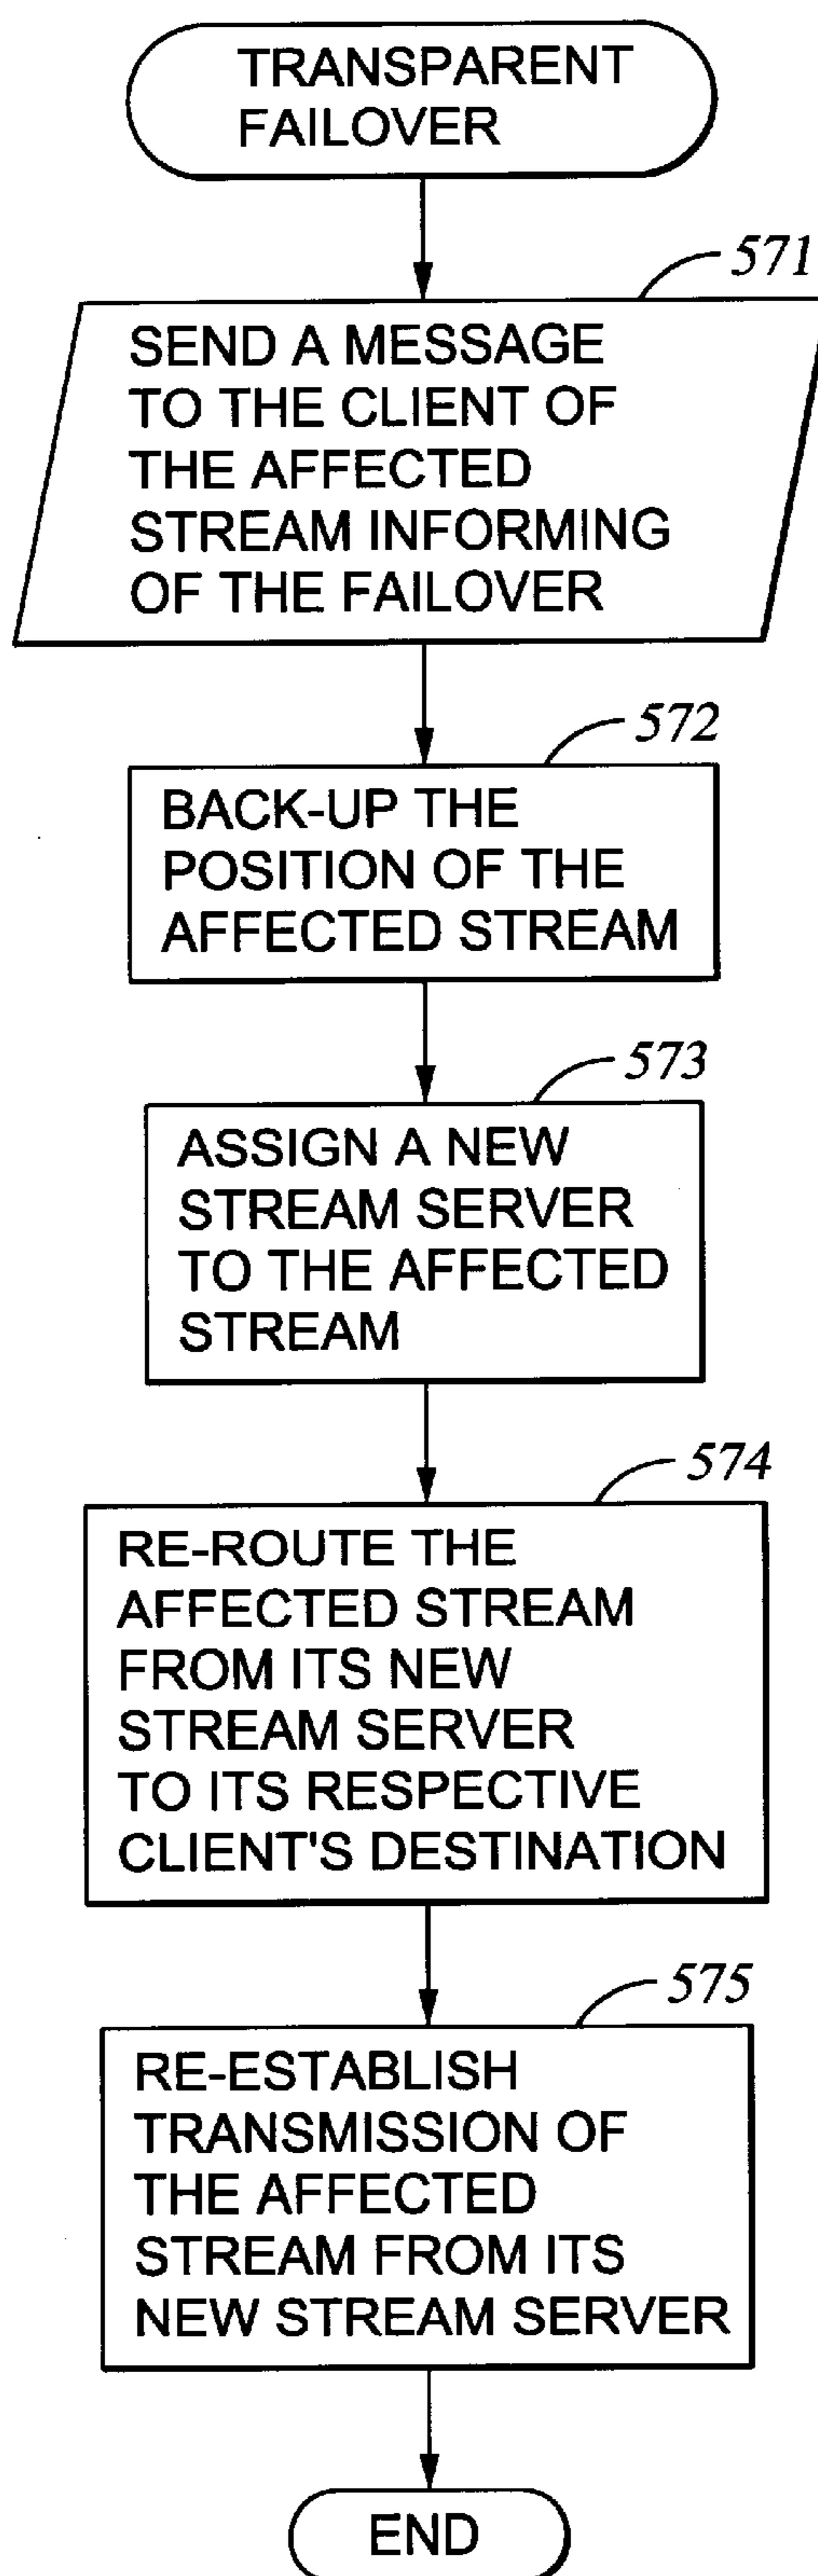 TRANSPARENT
FAILOVER
571
SEND A MESSAGE
TO THE CLIENT OF
THE AFFECTED
STREAM INFORMING
OF THE FAILOVER
572
BACK-UP THE
POSITION OF THE
AFFECTED STREAM
573
ASSIGN A NEW
STREAM SERVER
TO THE AFFECTED
STREAM
574
RE-ROUTE THE
AFFECTED STREAM
FROM ITS NEW
STREAM SERVER
TO ITS RESPECTIVE
CLIENT'S DESTINATION
575
RE-ESTABLISH
TRANSMISSION OF
THE AFFECTED
STREAM FROM ITS
NEW STREAM SERVER
END